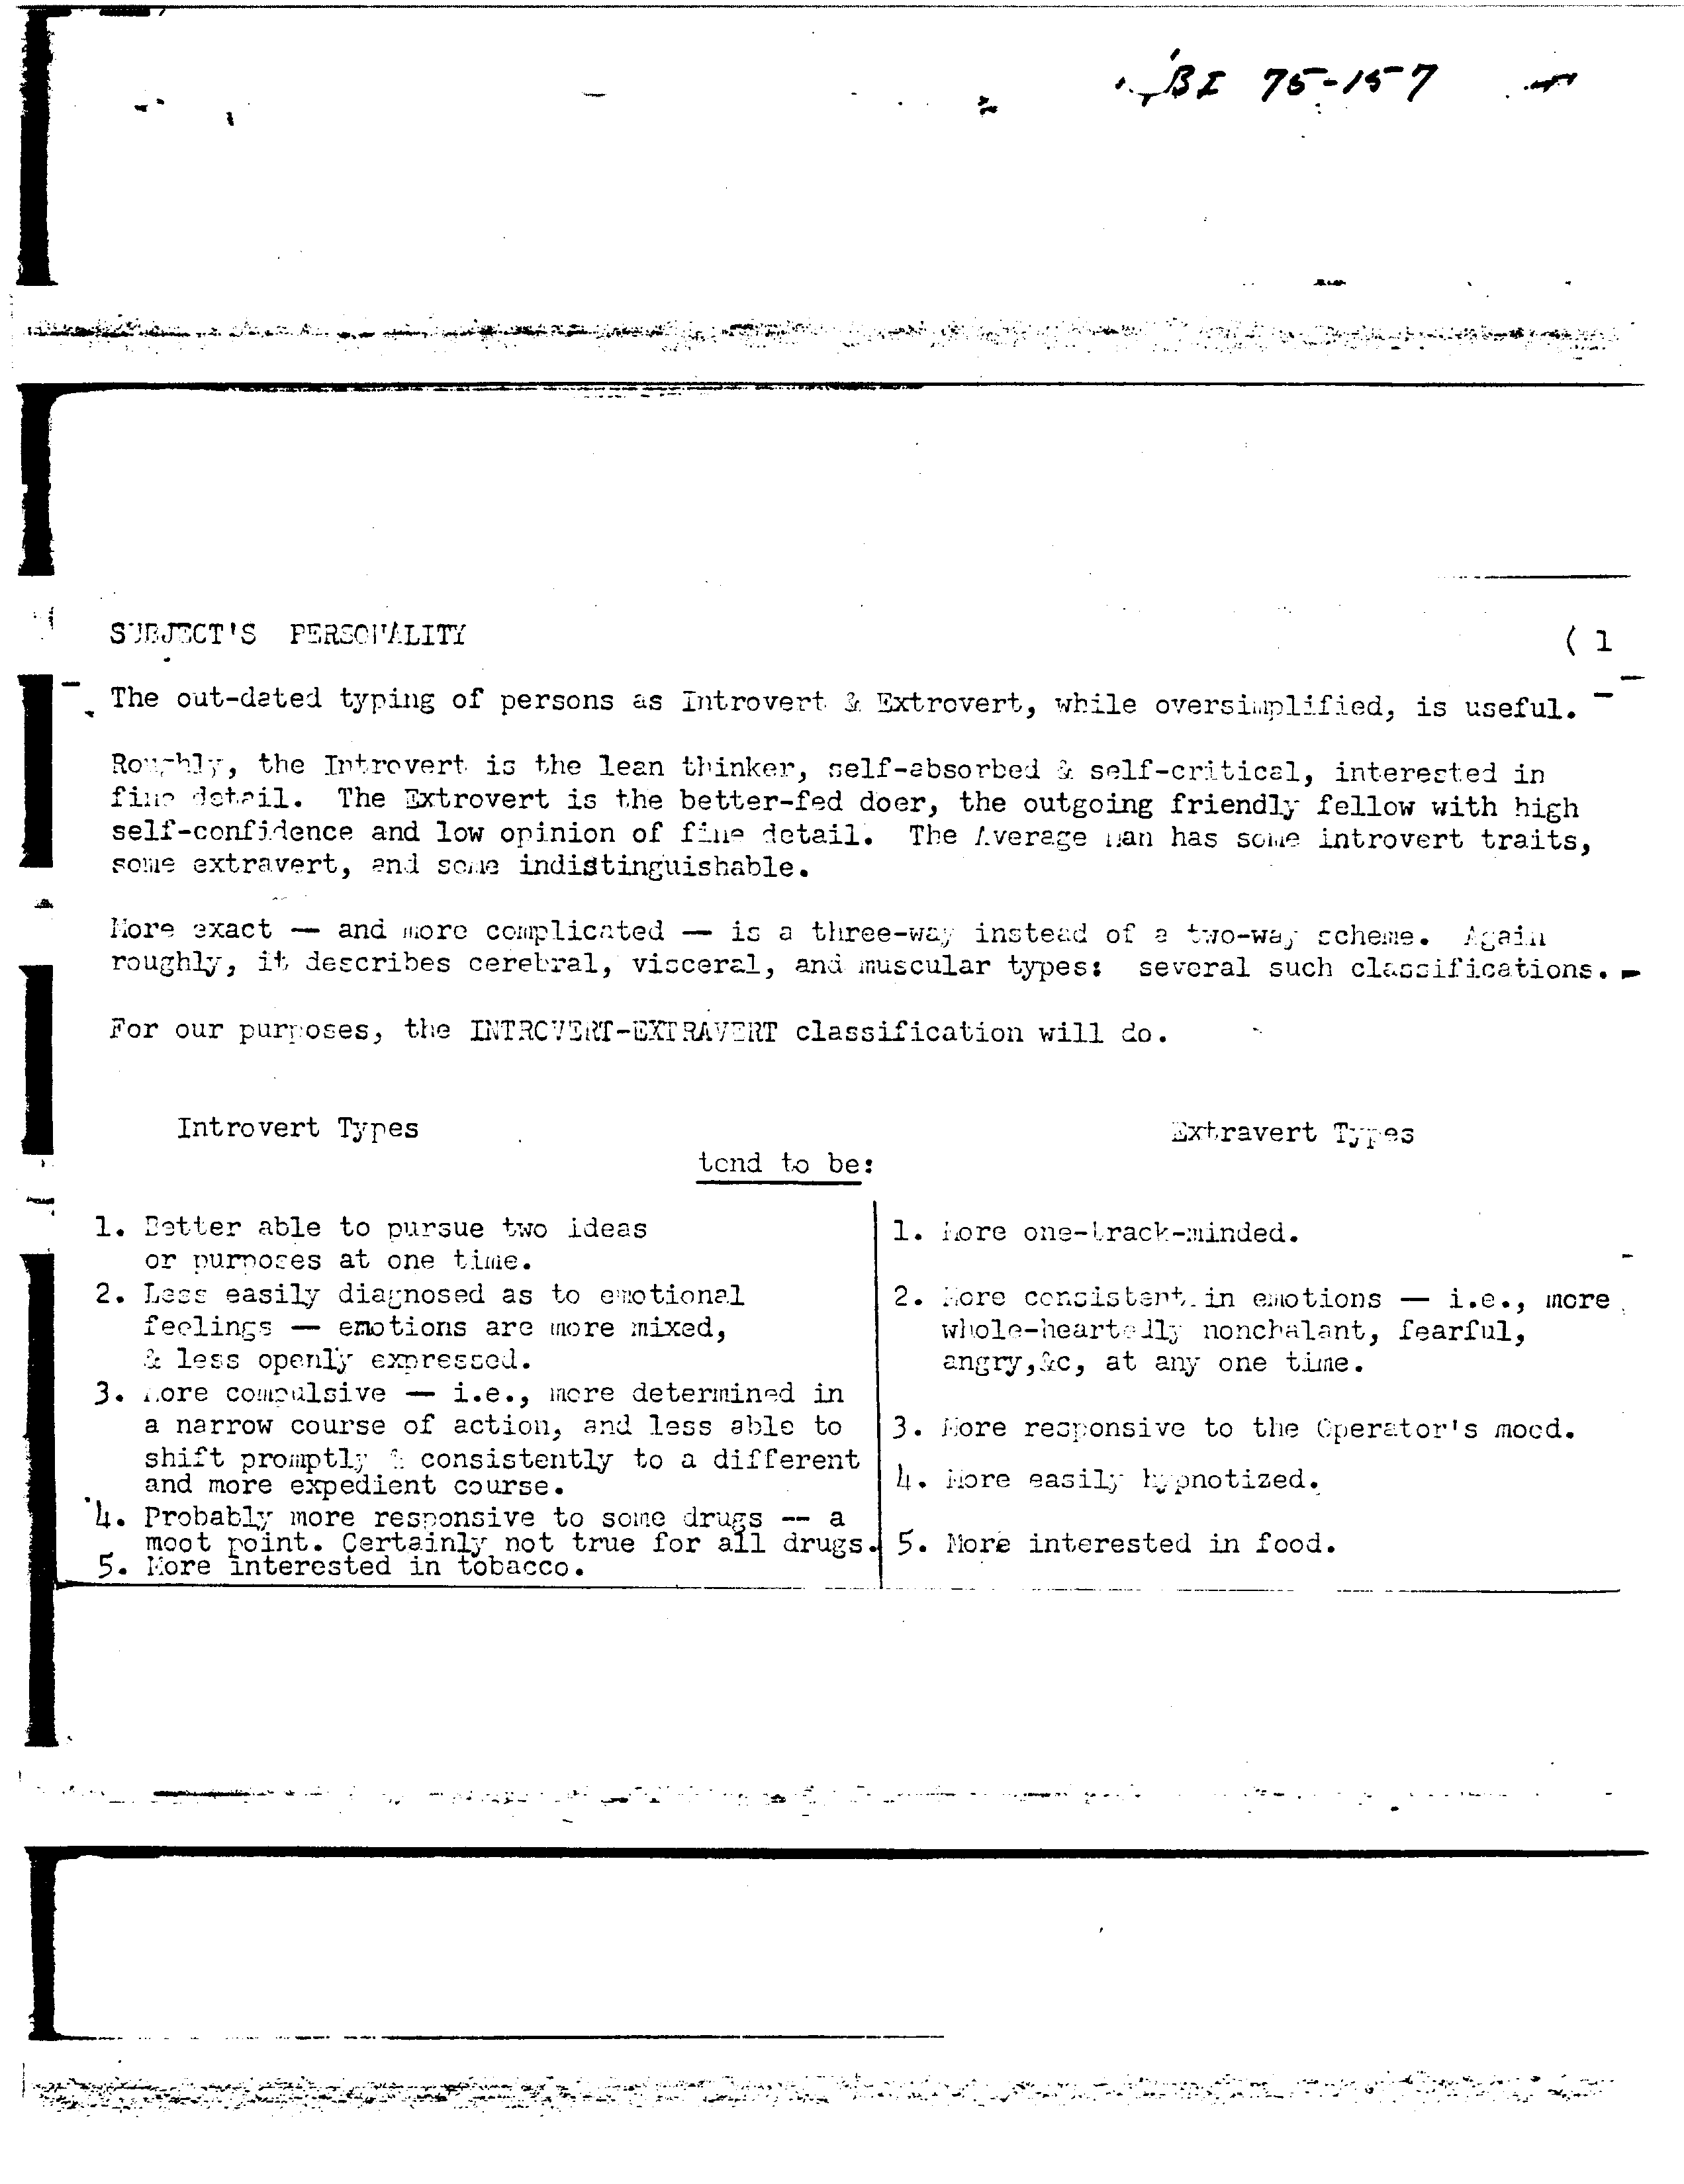 BI 75-157
SUBJECT'S PERSONALITY ( 1
The out-dated typing of persons as Introvert & Extrovert, while oversimplified, is useful.
Roughly, the Introvert is the lean thinker, self-absorbed & self-critical, interested in
fine detail. The Extrovert is the better-fed doer, the outgoing friendly fellow with high
self-confidence and low opinion of fine detail. The Average man has some introvert traits,
some extravert, and some indistinguishable.
More exact — and more complicated — is a three-way instead of a two-way scheme. Again
roughly, it describes cerebral, visceral, and muscular types: several such classifications.
For our purposes, the INTROVERT-EXTRAVERT classification will do.
Introvert Types
Extravert Types
tend to be:
1. Better able to pursue two ideas
or purposes at one time.
2. Less easily diagnosed as to emotional
feelings — emotions are more mixed,
& less openly expressed.
3. More compulsive — i.e., more determined in
a narrow course of action, and less able to
shift promptly & consistently to a different
and more expedient course.
4. Probably more responsive to some drugs -- a
moot point. Certainly not true for all drugs.
5. More interested in tobacco.
1. More one-track-minded.
2. More consistent in emotions — i.e., more
whole-heartedly nonchalant, fearful,
angry,&c, at any one time.
3. More responsive to the Operator's mood.
4. More easily hypnotized.
5. More interested in food.